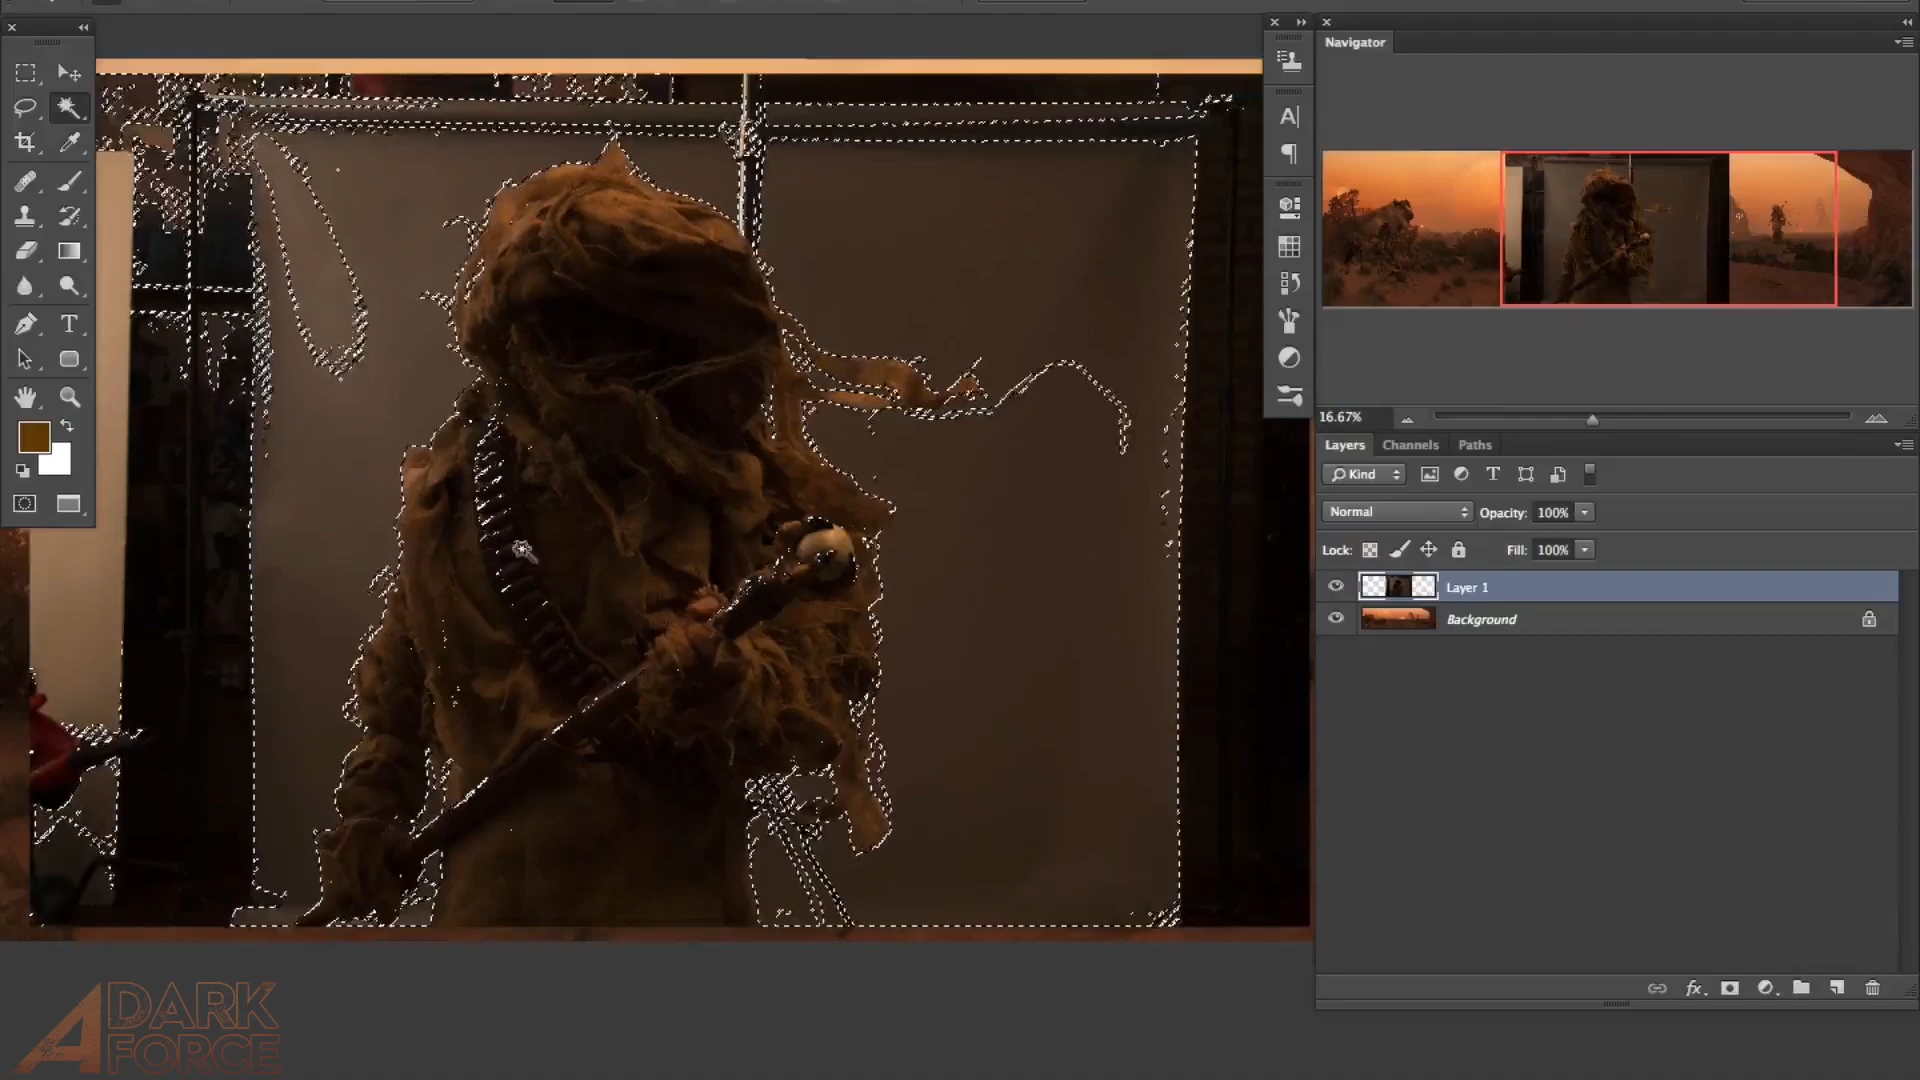 Navigator
16.67%
Layers Channels Paths
Kind
Normal Opacity: 100%
Lock: Fill: 100%
Layer 1
Background
A DARK
FORCE